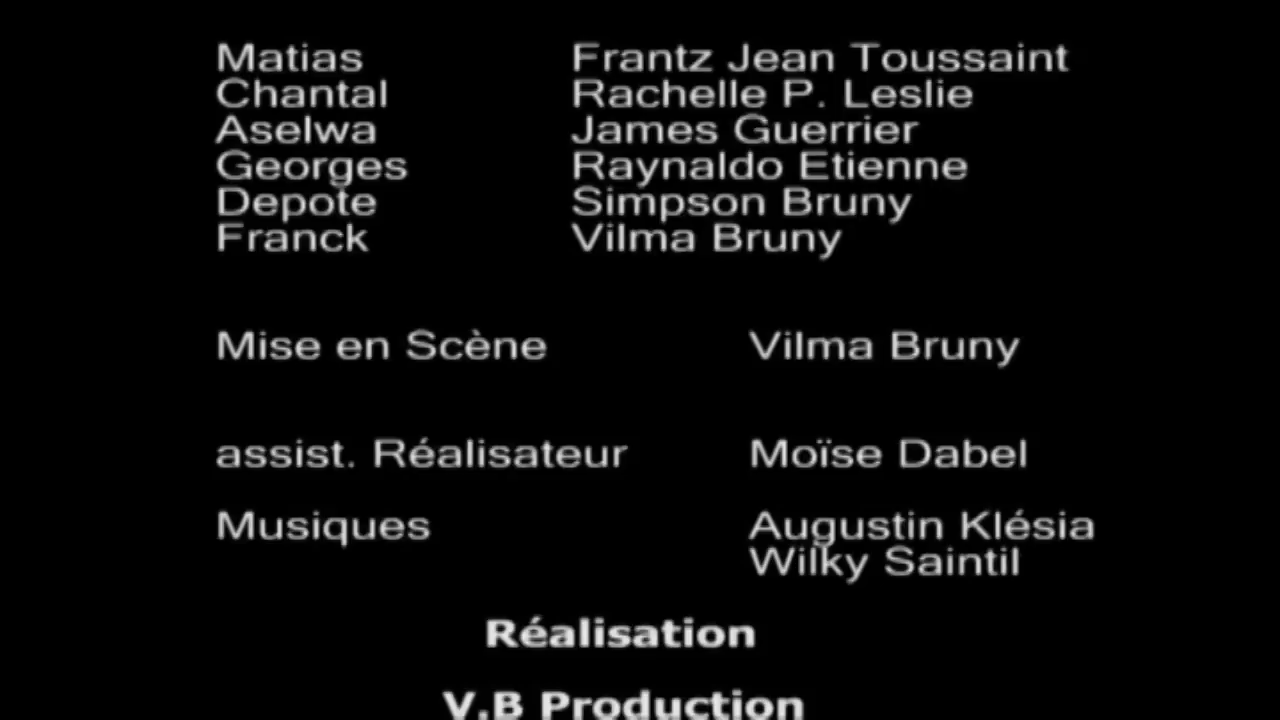 Matias Frantz Jean Toussaint
Chantal Rachelle P. Leslie
Aselwa James Guerrier
Georges Raynaldo Etienne
Depote Simpson Bruny
Franck Vilma Bruny
Mise en Scène Vilma Bruny
assist. Réalisateur Moïse Dabel
Musiques Augustin Klésia
Wilky Saintil
Réalisation
V.B Production